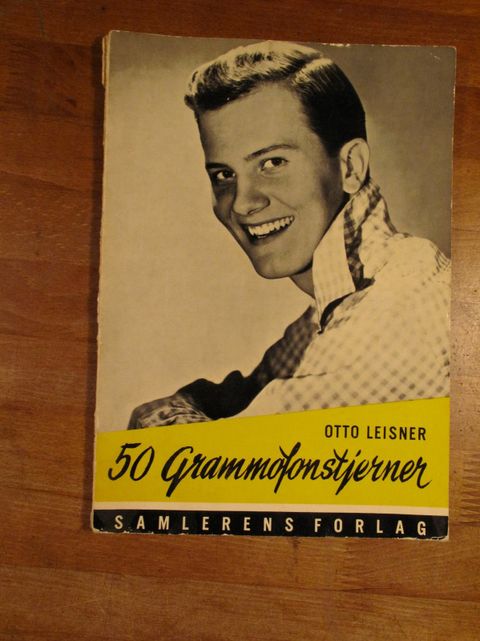 OTTO LEISNER
50 Grammofonstjerner
SAMLERENS FORLAG